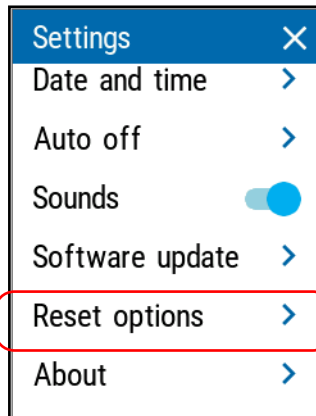 Settings
Date and time
Auto off
Sounds
Software update
Reset options
About